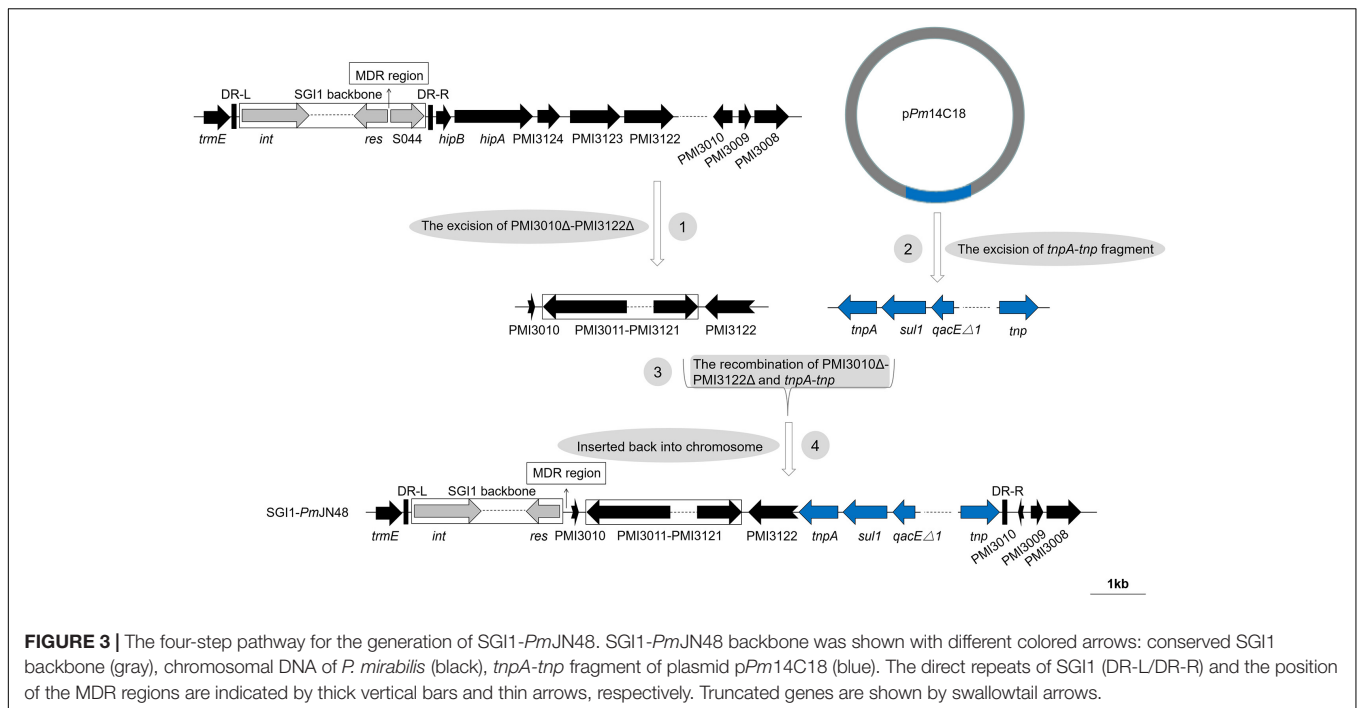 MDR region
DR-L SGI1 backbone DR-R
pPm14C18
trmE int res S044 hipB hipA PMI3124 PMI3123 PMI3122 PMI3010 PMI3009 PMI3008
The excision of PMI3010Δ-PMI3122Δ 1
2 The excision of tnpA-tnp fragment
PMI3010 PMI3011-PMI3121 PMI3122
tnpA sul1 qacE△1 tnp
3 The recombination of PMI3010Δ-
PMI3122Δ and tnpA-tnp
Inserted back into chromosome 4
MDR region
DR-L SGI1 backbone DR-R
SGI1-PmJN48
trmE int res PMI3010 PMI3011-PMI3121 PMI3122 tnpA sul1 qacE△1 tnp PMI3010 PMI3009 PMI3008
1kb
FIGURE 3 | The four-step pathway for the generation of SGI1-PmJN48. SGI1-PmJN48 backbone was shown with different colored arrows: conserved SGI1
backbone (gray), chromosomal DNA of P. mirabilis (black), tnpA-tnp fragment of plasmid pPm14C18 (blue). The direct repeats of SGI1 (DR-L/DR-R) and the position
of the MDR regions are indicated by thick vertical bars and thin arrows, respectively. Truncated genes are shown by swallowtail arrows.